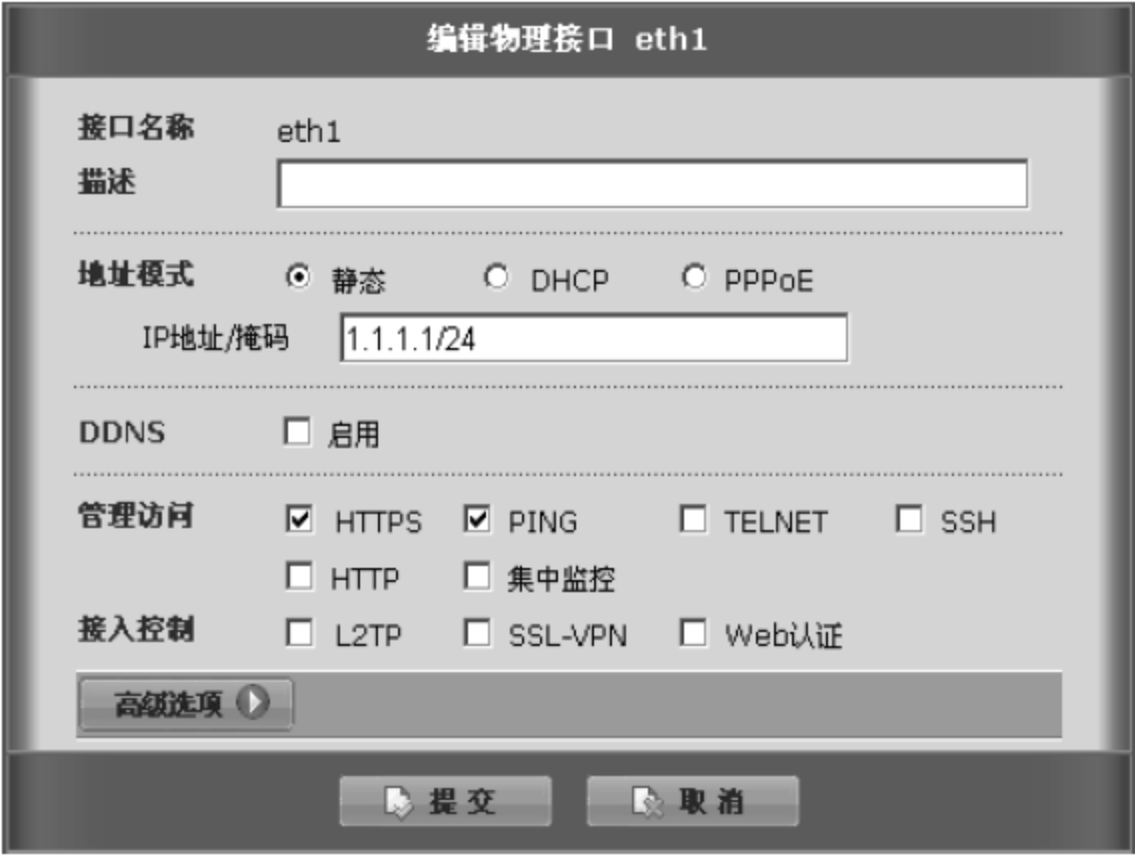 编辑物理接口 eth1
接口名称 eth1
描述
地址模式 静态 DHCP PPPoE
IP地址/掩码 1.1.1.1/24
DDNS 启用
管理访问 HTTPS PING TELNET SSH
HTTP 集中监控
接入控制 L2TP SSL-VPN Web认证
高级选项
提交 取消